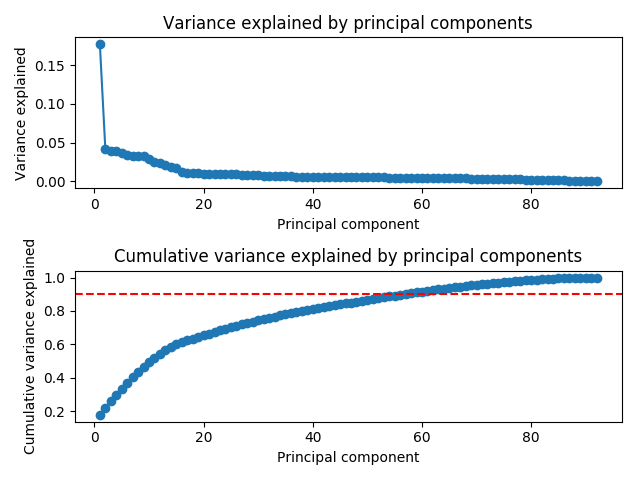 Variance explained by principal components
Variance explained
0.15
0.10
0.05
0.00
0 20 40 60 80
Principal component
Cumulative variance explained by principal components
Cumulative variance explained
1.0
0.8
0.6
0.4
0.2
0 20 40 60 80
Principal component